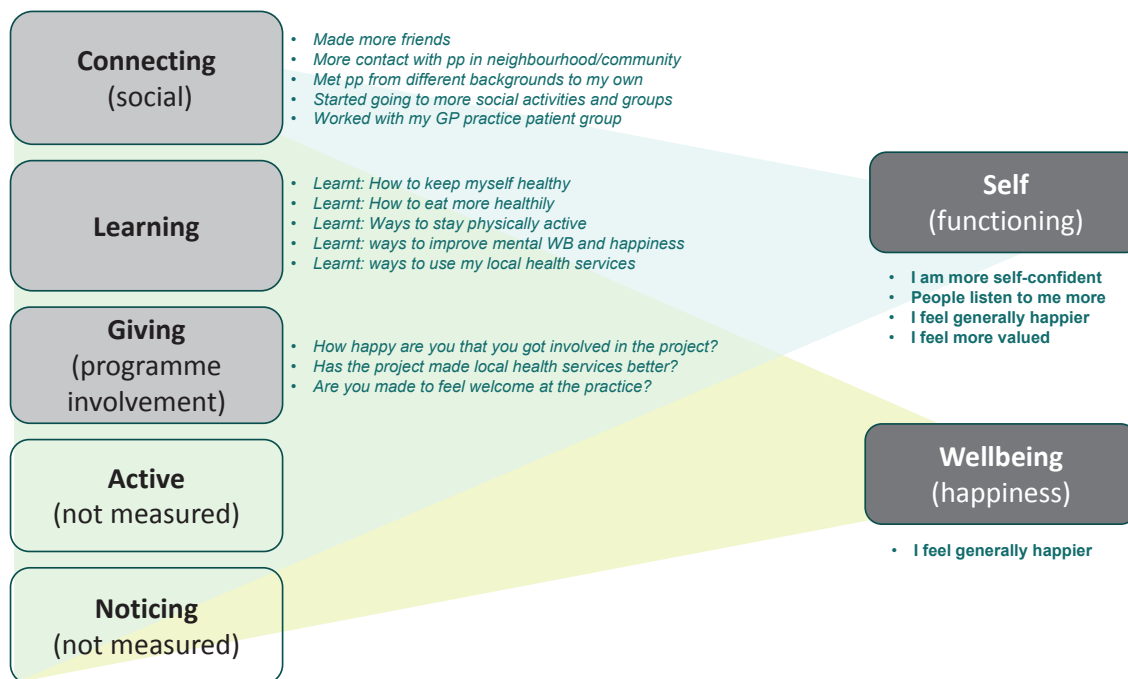 Connecting
(social)
• Made more friends
• More contact with pp in neighbourhood/community
• Met pp from different backgrounds to my own
• Started going to more social activities and groups
• Worked with my GP practice patient group
Learning
• Learnt: How to keep myself healthy
• Learnt: How to eat more healthily
• Learnt: Ways to stay physically active
• Learnt: ways to improve mental WB and happiness
• Learnt: ways to use my local health services
Giving
(programme
involvement)
• How happy are you that you got involved in the project?
• Has the project made local health services better?
• Are you made to feel welcome at the practice?
Active
(not measured)
Noticing
(not measured)
Self
(functioning)
• I am more self-confident
• People listen to me more
• I feel generally happier
• I feel more valued
Wellbeing
(happiness)
• I feel generally happier